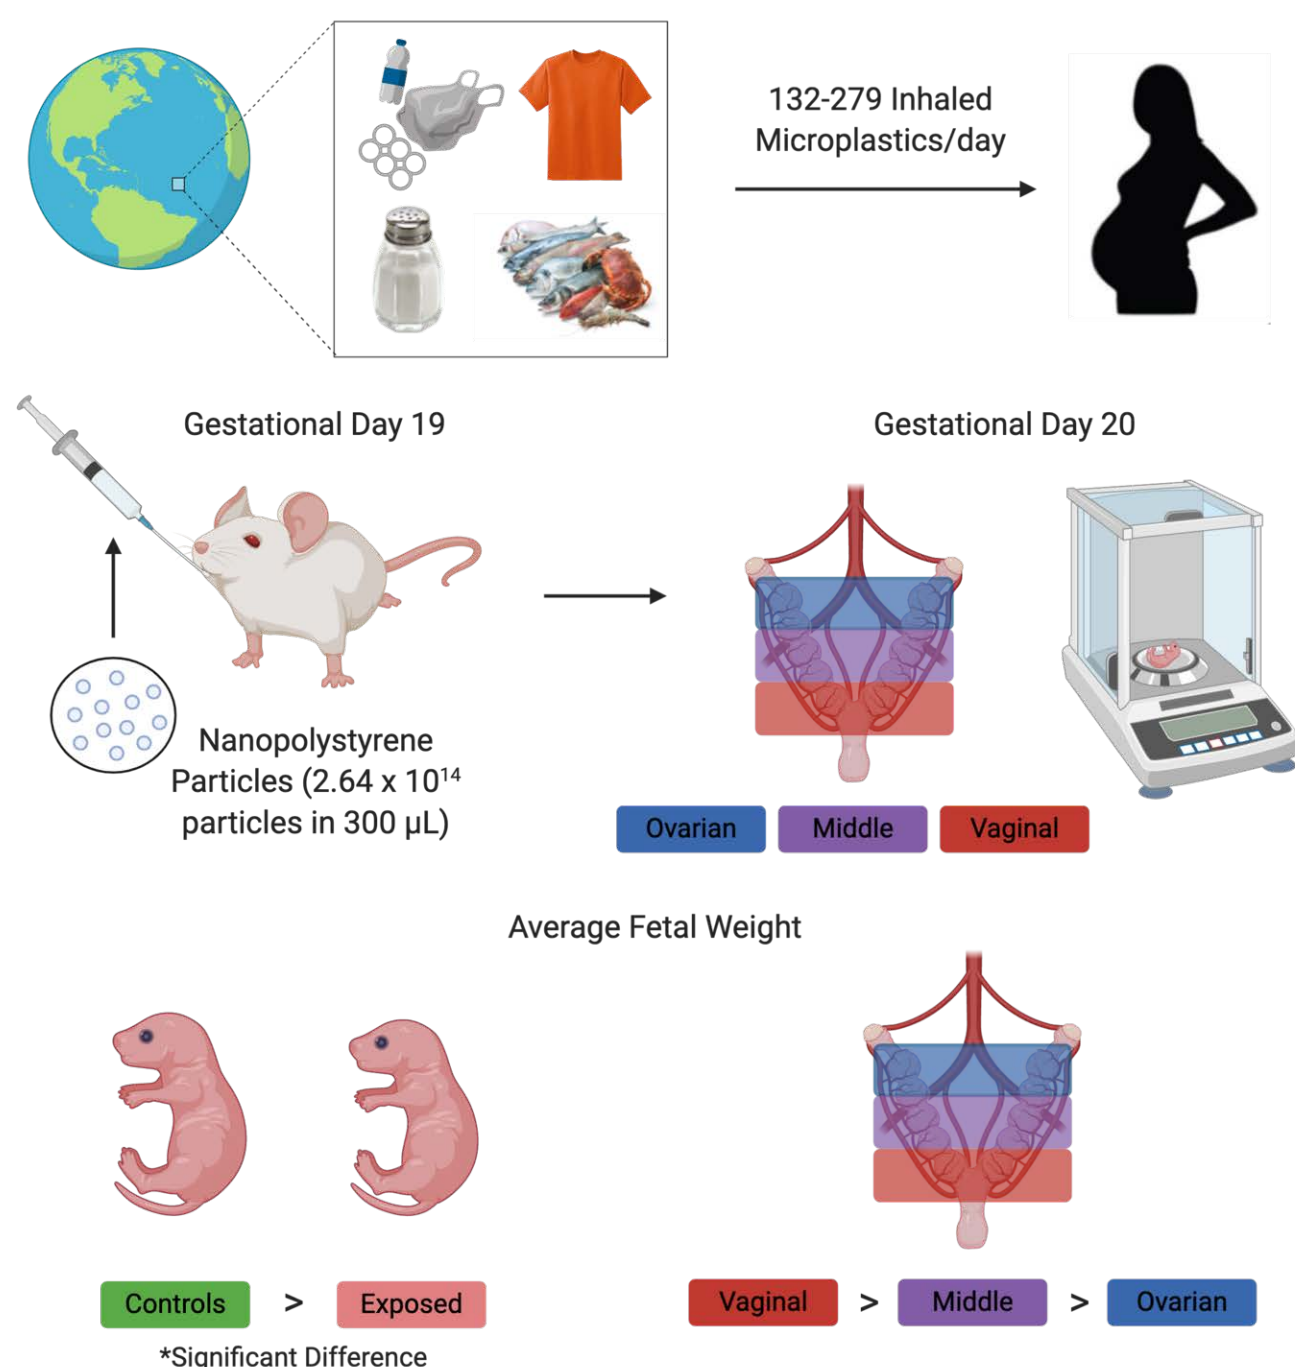 132-279 Inhaled
Microplastics/day
Gestational Day 19
Gestational Day 20
Nanopolystyrene
Particles (2.64 x 10¹⁴
particles in 300 µL)
Ovarian
Middle
Vaginal
Average Fetal Weight
Controls > Exposed
*Significant Difference
Vaginal > Middle > Ovarian